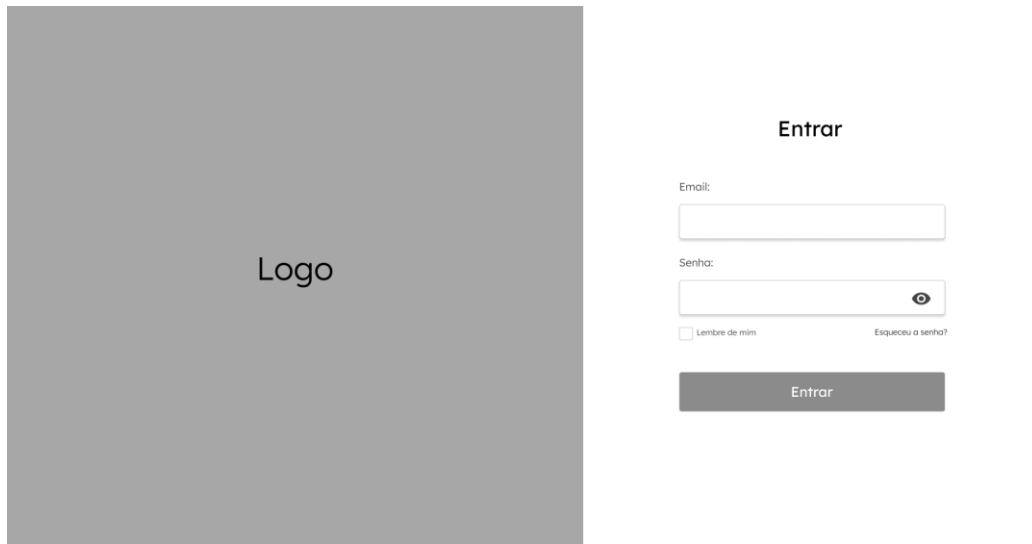 Logo
Entrar
Email:
Senha:
Lembre de mim Esqueceu a senha?
Entrar